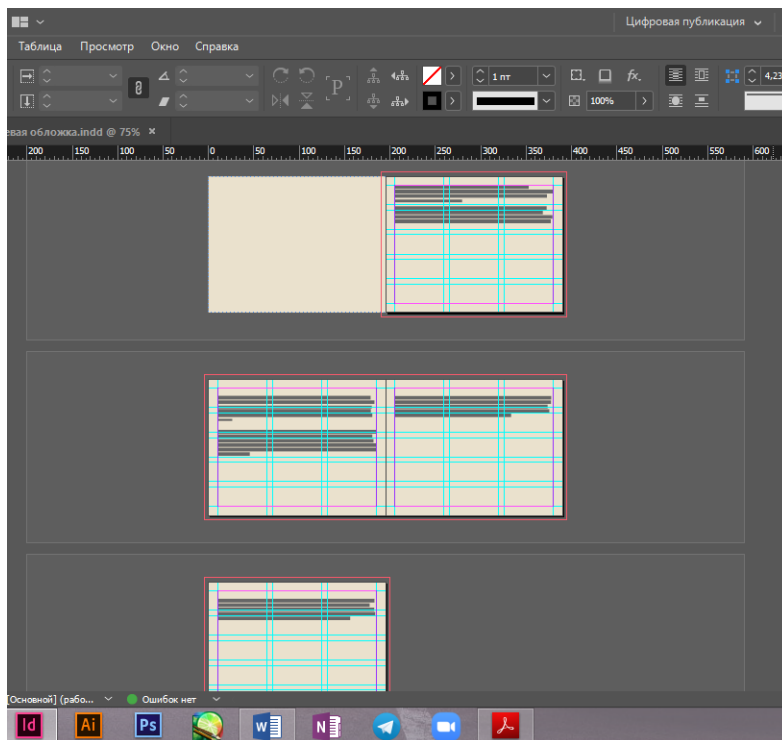 Цифровая публикация
Таблица Просмотр Окно Справка
1 пт fx. 4,23
P 100%
евая обложка.indd @ 75% ×
200 150 100 50 0 50 100 150 200 250 300 350 400 450 500 550 600
[Основной] (рабо... Ошибок нет
Id Ai Ps W N